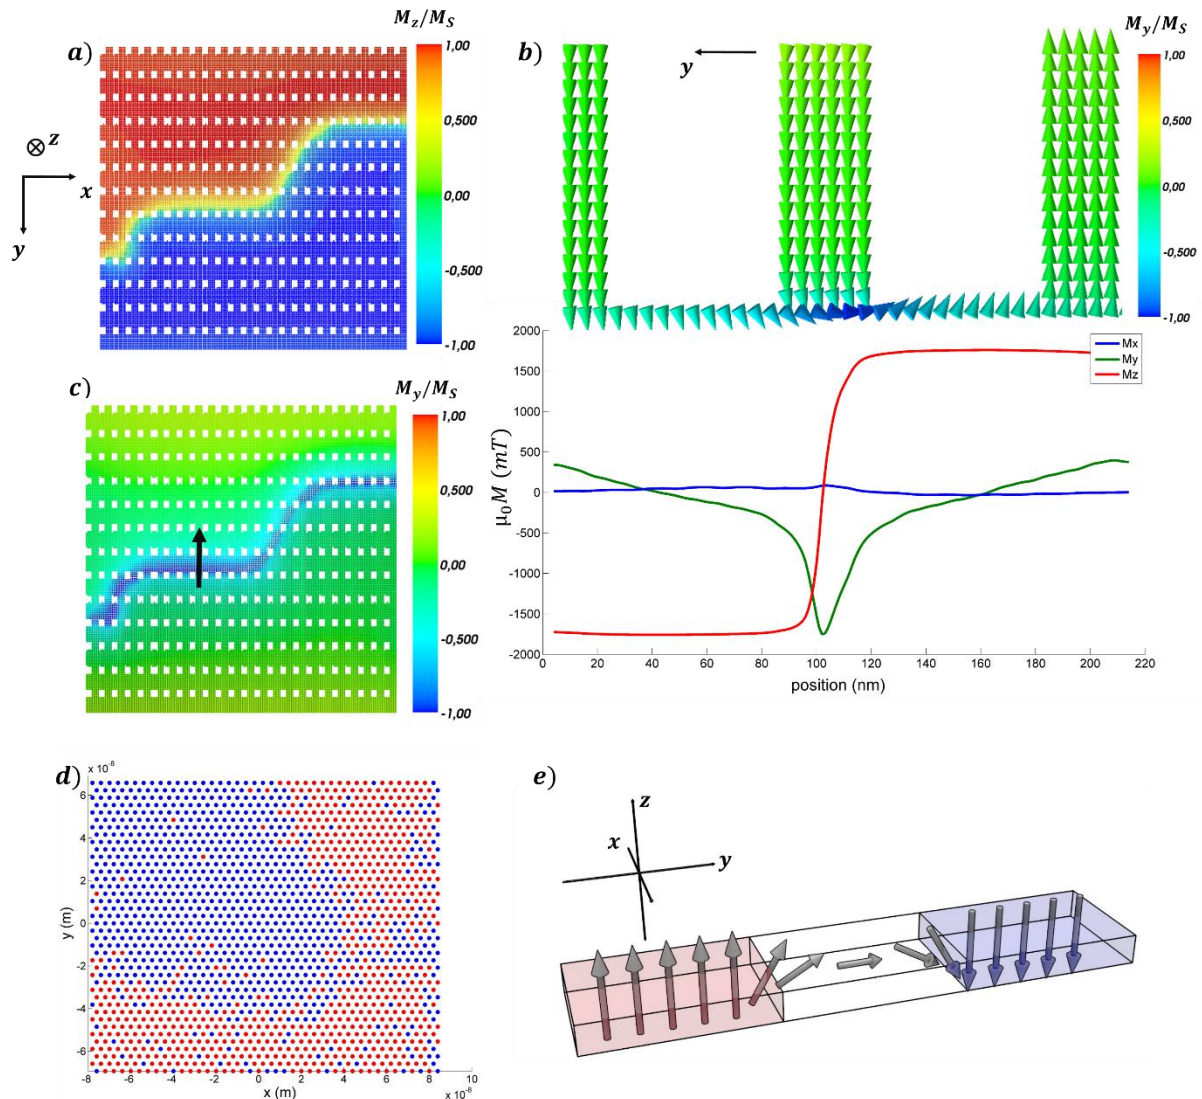 a)
M_z/M_S
1,00
0,500
0,00
-0,500
-1,00
⊗z
x
y
b)
y
M_y/M_S
1,00
0,500
0,00
-0,500
-1,00
2000
1500
1000
500
0
-500
-1000
-1500
-2000
μ₀M (mT)
0 20 40 60 80 100 120 140 160 180 200 220
position (nm)
Mx
My
Mz
c)
M_y/M_S
1,00
0,500
0,00
-0,500
-1,00
d)
x 10^-8
6
4
2
0
-2
-4
-6
y (m)
-8 -6 -4 -2 0 2 4 6 8 10
x (m)
x 10^-8
e)
z
x
y